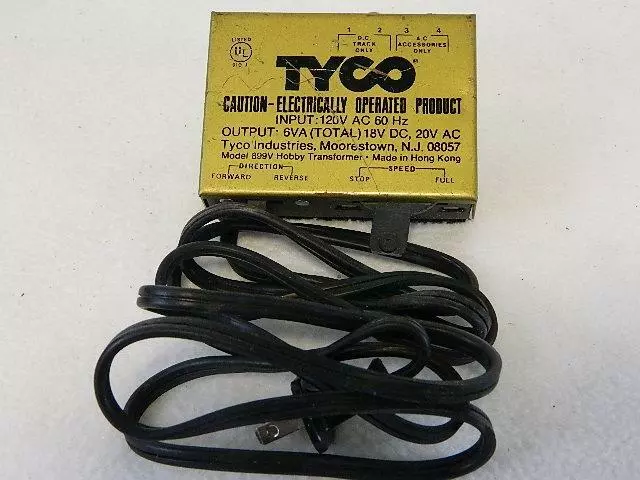 LISTED
UL
1 2 3 4
D.C. TRACK ONLY
A.C. ACCESSORIES ONLY
TYCO®
CAUTION-ELECTRICALLY OPERATED PRODUCT
INPUT: 120V AC 60 Hz
OUTPUT: 6VA (TOTAL) 18V DC, 20V AC
Tyco Industries, Moorestown, N.J. 08057
Model 899V Hobby Transformer • Made in Hong Kong
DIRECTION SPEED
FORWARD REVERSE STOP FULL